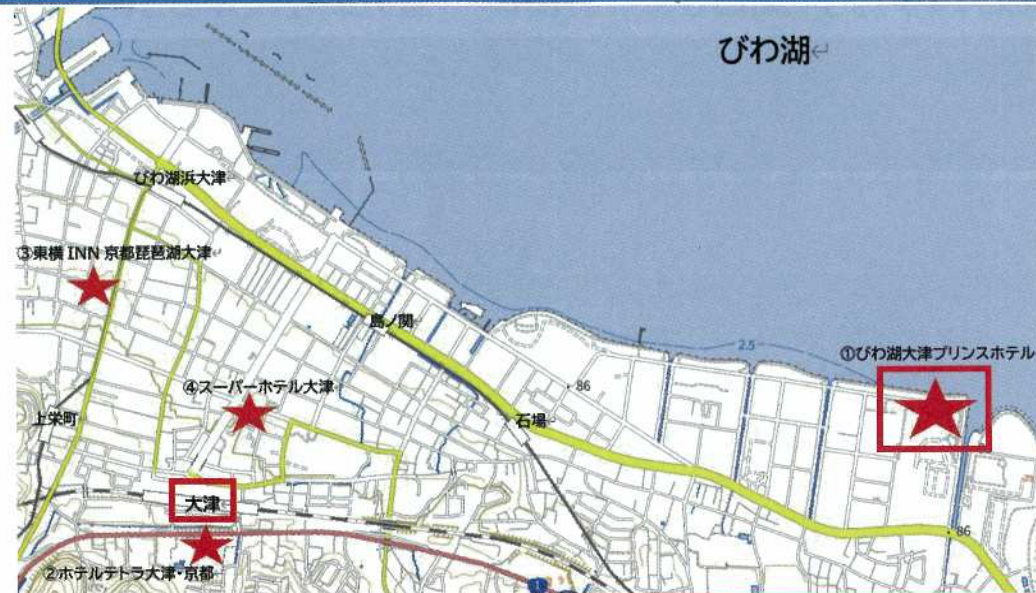 びわ湖
びわ湖浜大津
③東横 INN 京都琵琶湖大津
島ノ関
2.5
①びわ湖大津プリンスホテル
④スーパーホテル大津
86
上栄町
石場
大津
86
②ホテルテトラ大津・京都
1